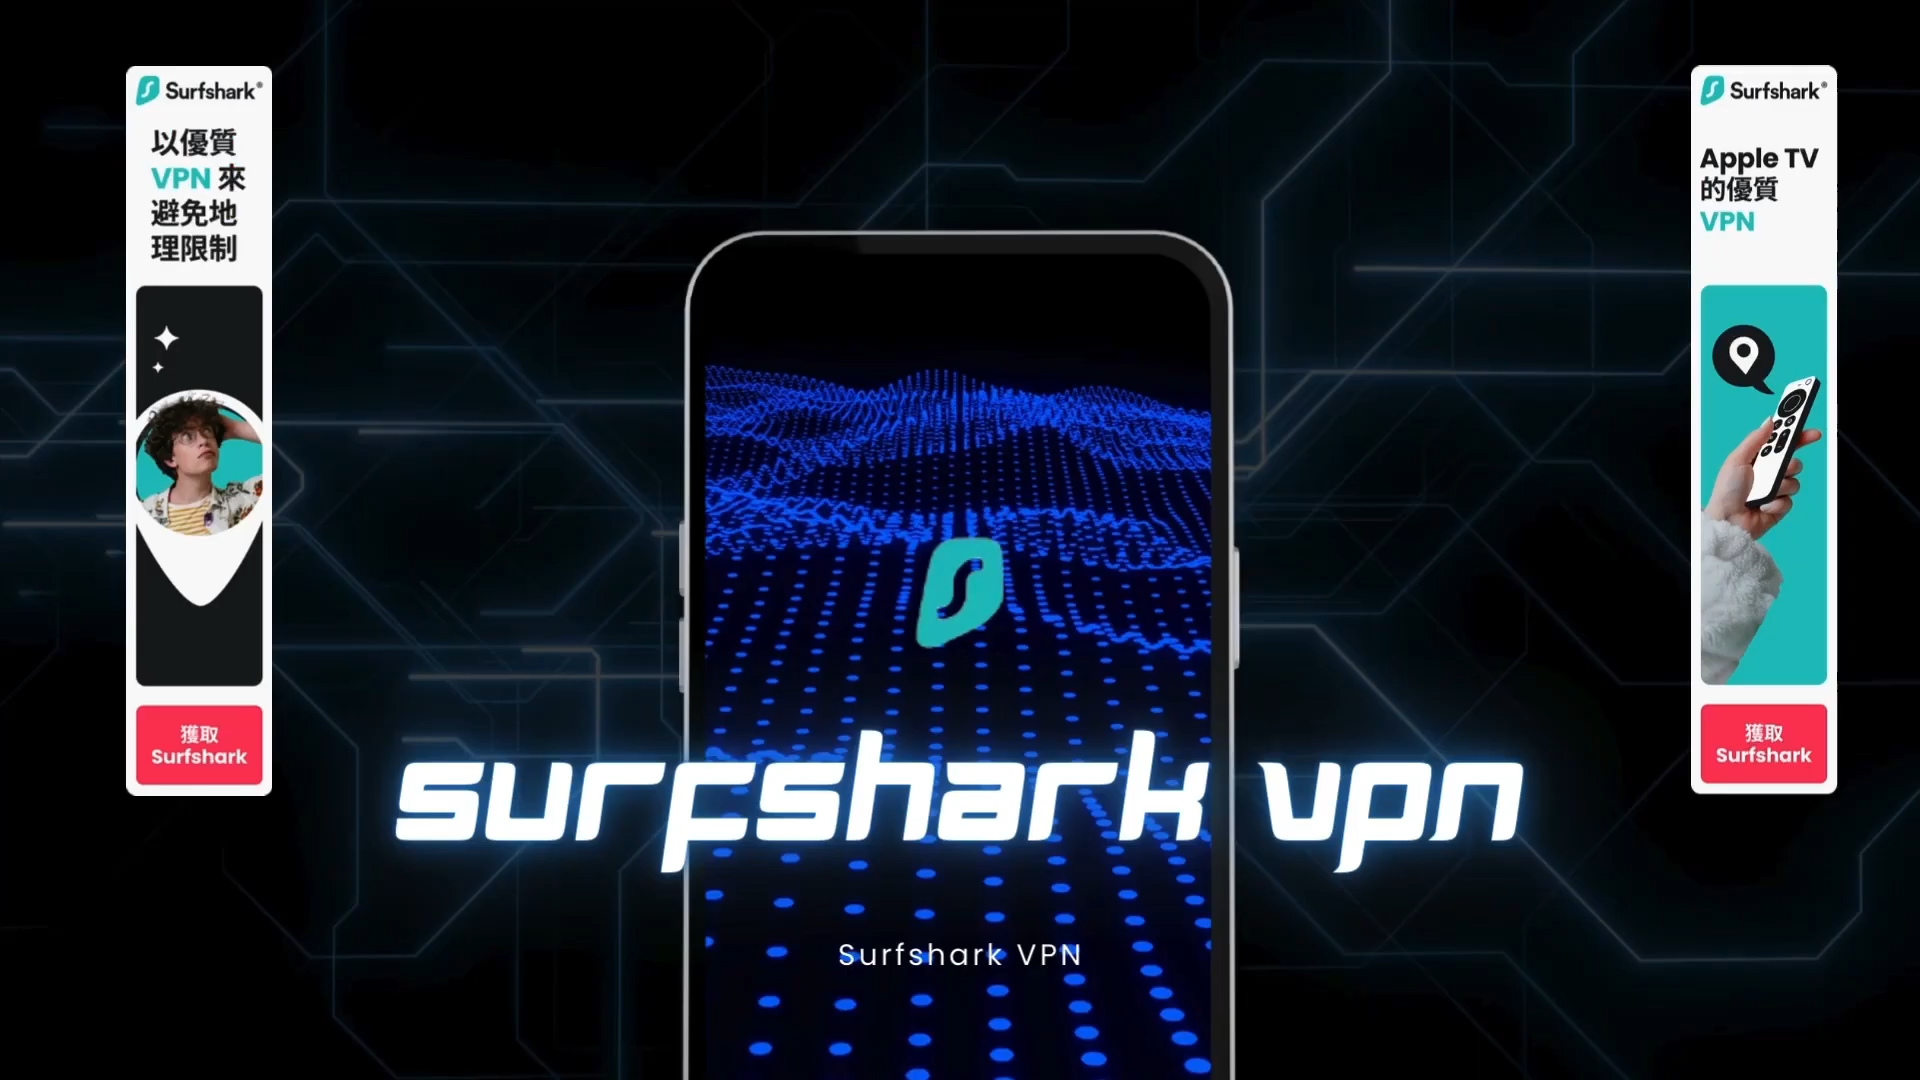 Surfshark®
以優質
VPN 來
避免地
理限制
獲取
Surfshark
surfshark vpn
Surfshark VPN
Surfshark®
Apple TV
的優質
VPN
獲取
Surfshark